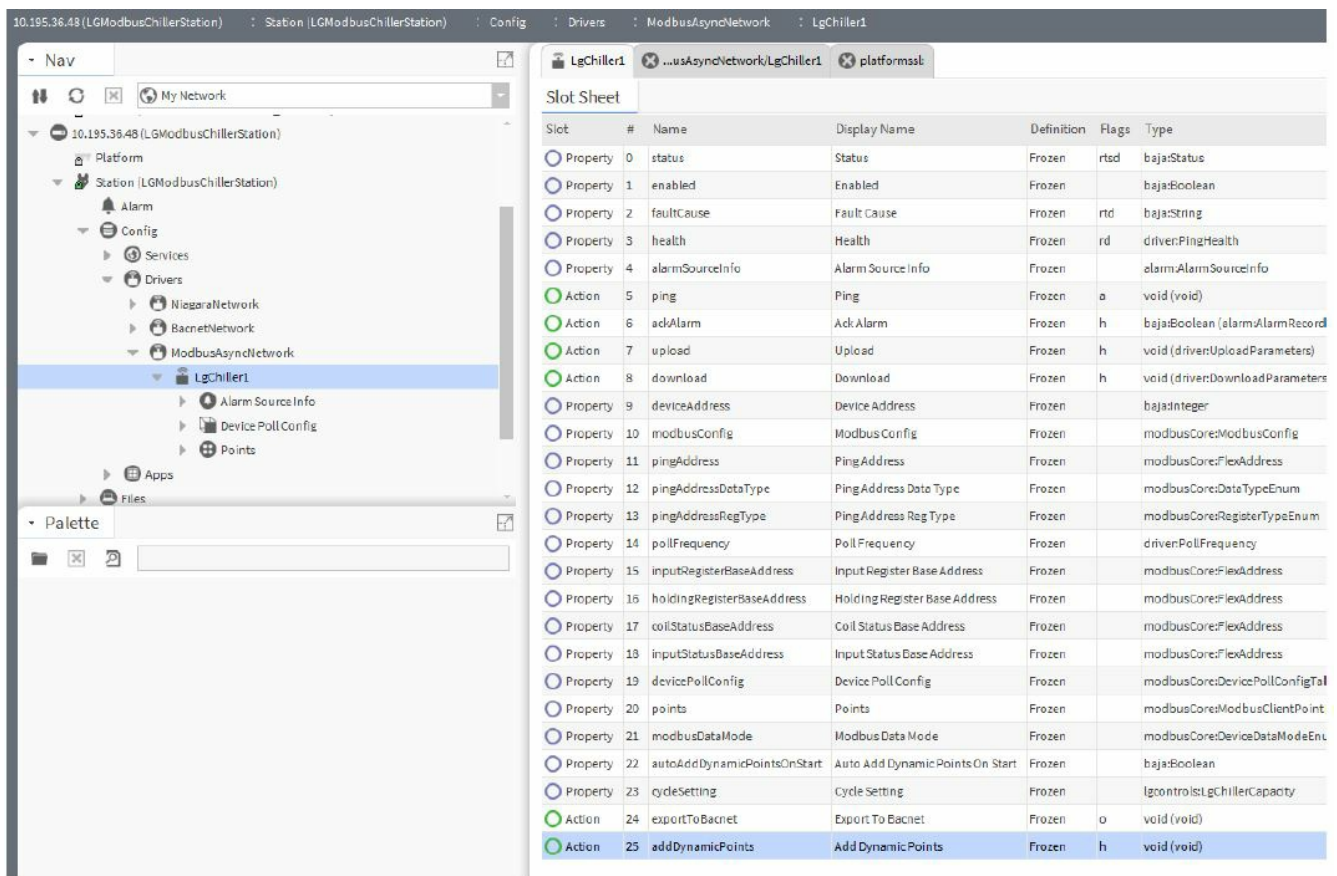 10.195.36.48 (LGModbusChillerStation) : Station (LGModbusChillerStation) : Config : Drivers : ModbusAsyncNetwork : LgChiller1
Nav
My Network
10.195.36.48 (LGModbusChillerStation)
Platform
Station (LGModbusChillerStation)
Alarm
Config
Services
Drivers
NiagaraNetwork
BacnetNetwork
ModbusAsyncNetwork
LgChiller1
Alarm Source Info
Device Poll Config
Points
Apps
Files
Palette
LgChiller1 ...usAsyncNetwork/LgChiller1 platformssl:
Slot Sheet
Slot # Name Display Name Definition Flags Type
Property 0 status Status Frozen rtsd baja:Status
Property 1 enabled Enabled Frozen baja:Boolean
Property 2 faultCause Fault Cause Frozen rtd baja:String
Property 3 health Health Frozen rd driver:PingHealth
Property 4 alarmSourceInfo Alarm Source Info Frozen alarm:AlarmSourceInfo
Action 5 ping Ping Frozen a void (void)
Action 6 ackAlarm Ack Alarm Frozen h baja:Boolean (alarm:AlarmRecord
Action 7 upload Upload Frozen h void (driver:UploadParameters)
Action 8 download Download Frozen h void (driver:DownloadParameters
Property 9 deviceAddress Device Address Frozen baja:Integer
Property 10 modbusConfig Modbus Config Frozen modbusCore:ModbusConfig
Property 11 pingAddress Ping Address Frozen modbusCore:FlexAddress
Property 12 pingAddressDataType Ping Address Data Type Frozen modbusCore:DataTypeEnum
Property 13 pingAddressRegType Ping Address Reg Type Frozen modbusCore:RegisterTypeEnum
Property 14 pollFrequency Poll Frequency Frozen driver:PollFrequency
Property 15 inputRegisterBaseAddress Input Register Base Address Frozen modbusCore:FlexAddress
Property 16 holdingRegisterBaseAddress Holding Register Base Address Frozen modbusCore:FlexAddress
Property 17 coilStatusBaseAddress Coil Status Base Address Frozen modbusCore:FlexAddress
Property 18 inputStatusBaseAddress Input Status Base Address Frozen modbusCore:FlexAddress
Property 19 devicePollConfig Device Poll Config Frozen modbusCore:DevicePollConfigTal
Property 20 points Points Frozen modbusCore:ModbusClientPoint
Property 21 modbusDataMode Modbus Data Mode Frozen modbusCore:DeviceDataModeEnu
Property 22 autoAddDynamicPointsOnStart Auto Add Dynamic Points On Start Frozen baja:Boolean
Property 23 cycleSetting Cycle Setting Frozen lgcontrols:LgChillerCapacity
Action 24 exportToBacnet Export To Bacnet Frozen o void (void)
Action 25 addDynamicPoints Add Dynamic Points Frozen h void (void)